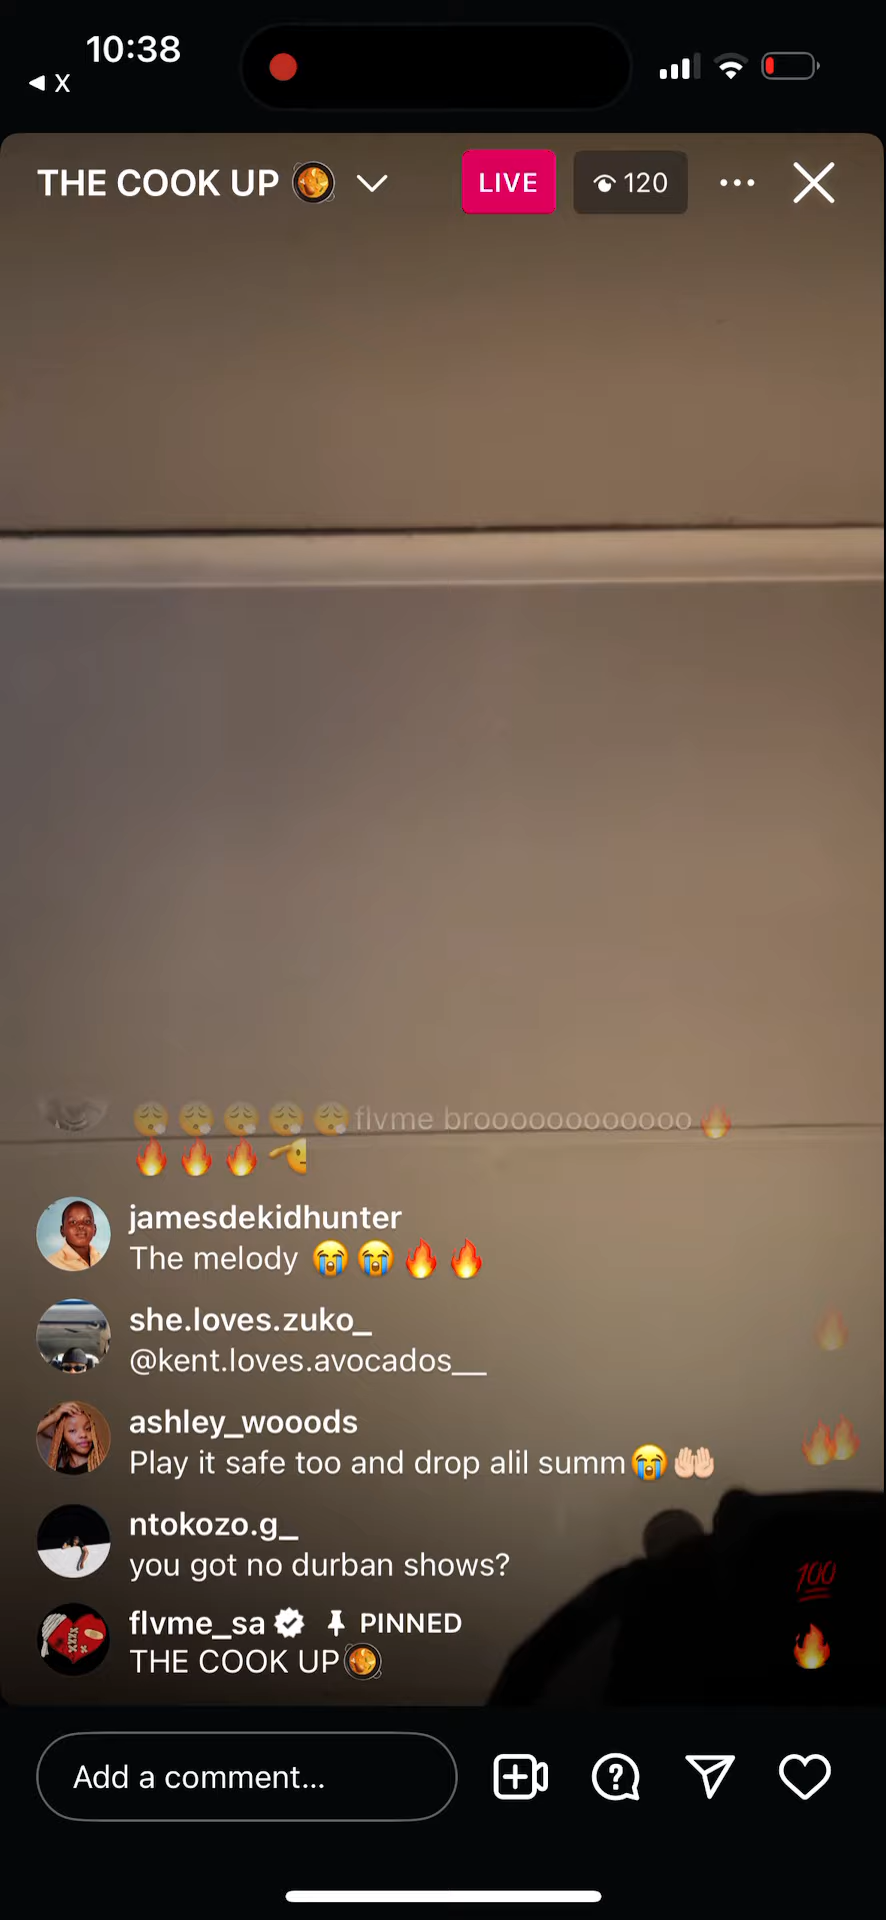 10:38
◀ X
THE COOK UP 🥘
LIVE
120
😮‍💨😮‍💨😮‍💨😮‍💨😮‍💨flvme broooooooooooo🔥
🔥🔥🔥🫡
jamesdekidhunter
The melody 😭😭🔥🔥
she.loves.zuko_
@kent.loves.avocados__
ashley_wooods
Play it safe too and drop alil summ😭🤲🏻
ntokozo.g_
you got no durban shows?
flvme_sa PINNED
THE COOK UP🥘
💯
Add a comment...